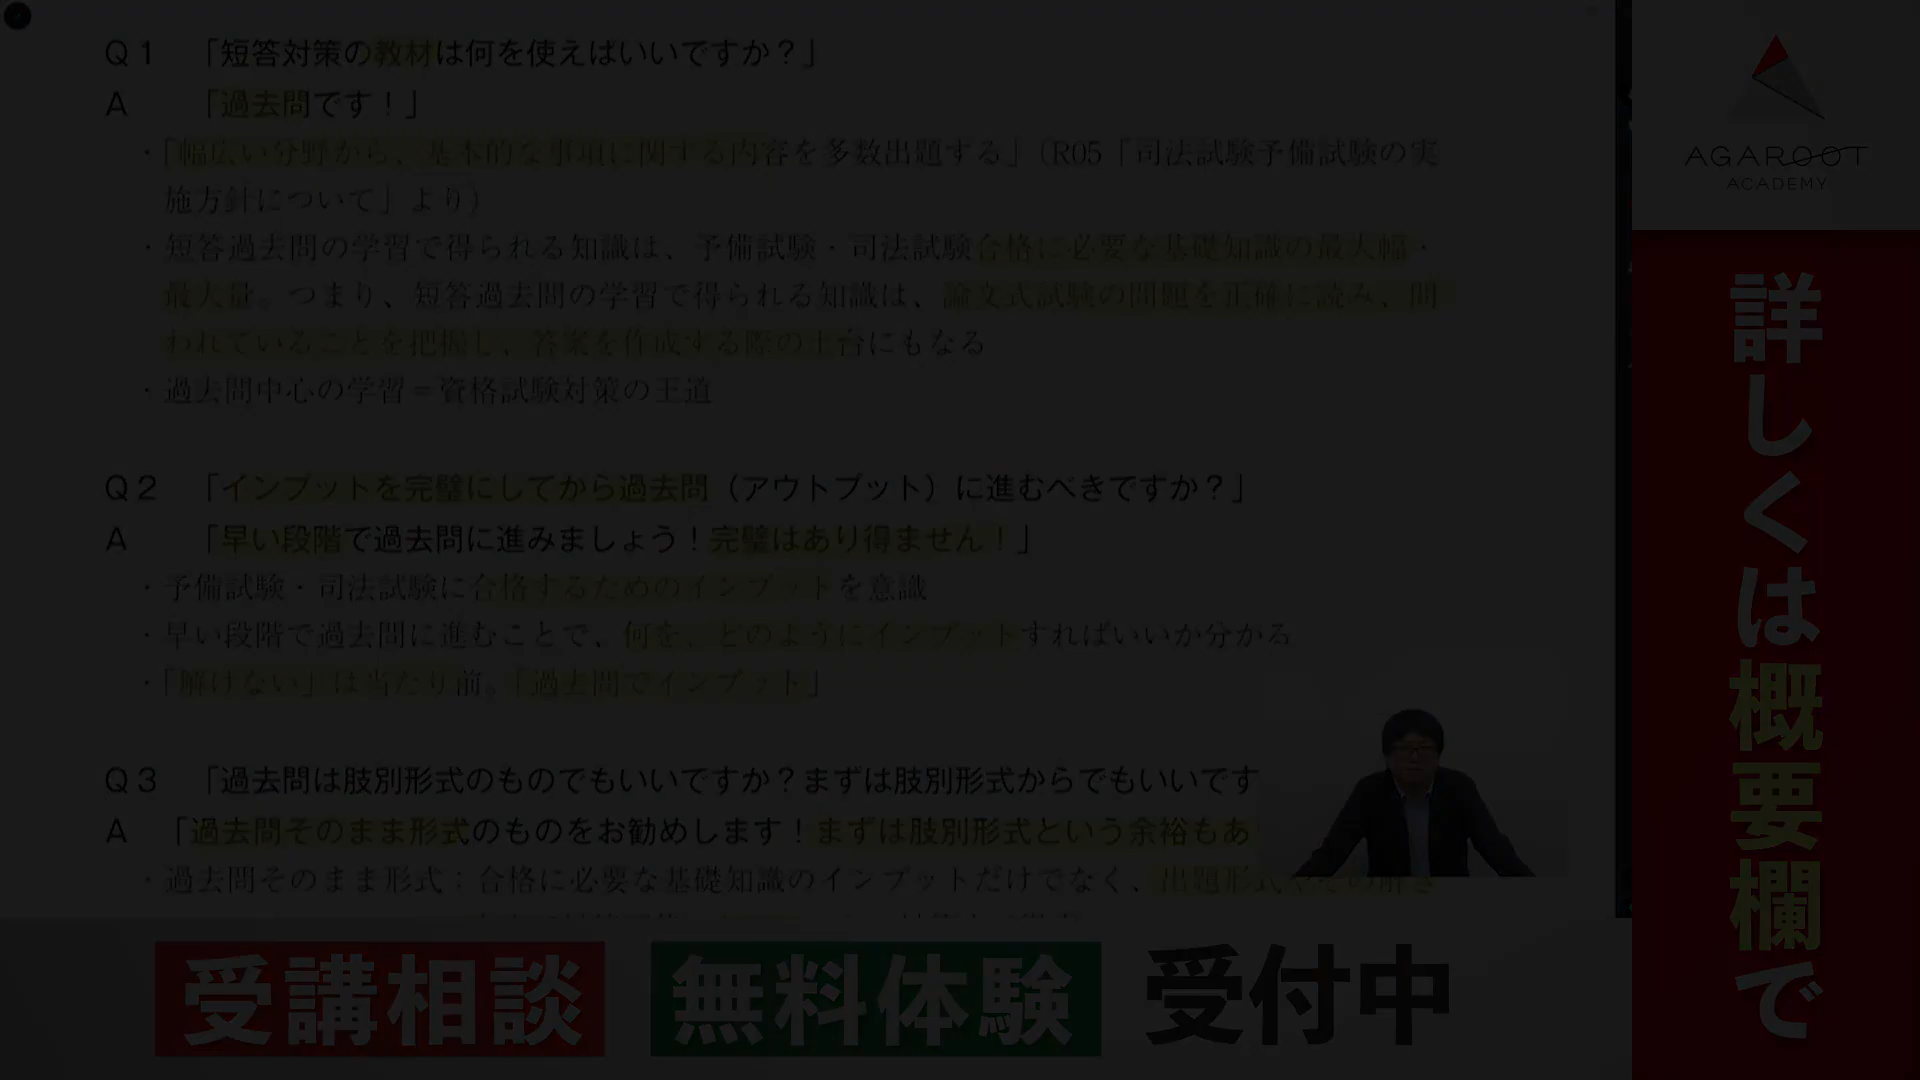 Q1 「短答対策の教材は何を使えばいいですか？」
A 「過去問です！」
・「幅広い分野から、基本的な事項に関する内容を多数出題する」（R05「司法試験予備試験の実
施方針について」より）
・短答過去問の学習で得られる知識は、予備試験・司法試験合格に必要な基礎知識の最大幅・
最大量。つまり、短答過去問の学習で得られる知識は、論文式試験の問題を正確に読み、問
われていることを把握し、答案を作成する際の土台にもなる
・過去問中心の学習＝資格試験対策の王道
Q2 「インプットを完璧にしてから過去問（アウトプット）に進むべきですか？」
A 「早い段階で過去問に進みましょう！完璧はあり得ません！」
・予備試験・司法試験に合格するためのインプットを意識
・早い段階で過去問に進むことで、何を、どのようにインプットすればいいか分かる
・「解けない」は当たり前。「過去問でインプット」
Q3 「過去問は肢別形式のものでもいいですか？まずは肢別形式からでもいいです
A 「過去問そのまま形式のものをお勧めします！まずは肢別形式という余裕もあ
・過去問そのまま形式：合格に必要な基礎知識のインプットだけでなく、出題形式やその解き
AGAROOT
ACADEMY
詳しくは概要欄で
受講相談 無料体験 受付中